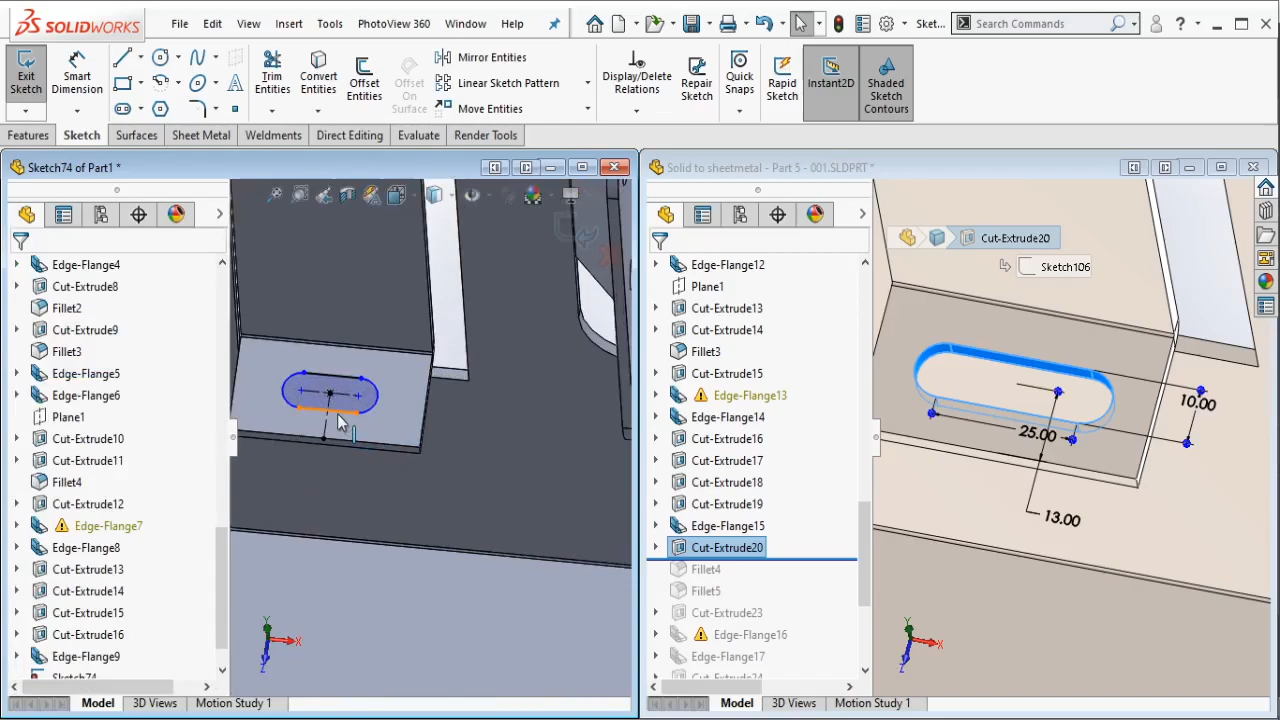 SOLIDWORKS File Edit View Insert Tools PhotoView 360 Window Help Sket... Search Commands ?
Exit Sketch
Smart Dimension
Trim Entities
Convert Entities
Offset Entities
Offset On Surface
Mirror Entities
Linear Sketch Pattern
Move Entities
Display/Delete Relations
Repair Sketch
Quick Snaps
Rapid Sketch
Instant2D
Shaded Sketch Contours
Features Sketch Surfaces Sheet Metal Weldments Direct Editing Evaluate Render Tools
Sketch74 of Part1 *
Edge-Flange4
Cut-Extrude8
Fillet2
Cut-Extrude9
Fillet3
Edge-Flange5
Edge-Flange6
Plane1
Cut-Extrude10
Cut-Extrude11
Fillet4
Cut-Extrude12
Edge-Flange7
Edge-Flange8
Cut-Extrude13
Cut-Extrude14
Cut-Extrude15
Cut-Extrude16
Edge-Flange9
Sketch74
Y
X
Z
Model 3D Views Motion Study 1
Solid to sheetmetal - Part 5 - 001.SLDPRT *
Edge-Flange12
Plane1
Cut-Extrude13
Cut-Extrude14
Fillet3
Cut-Extrude15
Edge-Flange13
Edge-Flange14
Cut-Extrude16
Cut-Extrude17
Cut-Extrude18
Cut-Extrude19
Edge-Flange15
Cut-Extrude20
Fillet4
Fillet5
Cut-Extrude23
Edge-Flange16
Edge-Flange17
Cut-Extrude24
Cut-Extrude20
Sketch106
10.00
25.00
13.00
Y
X
Z
Model 3D Views Motion Study 1